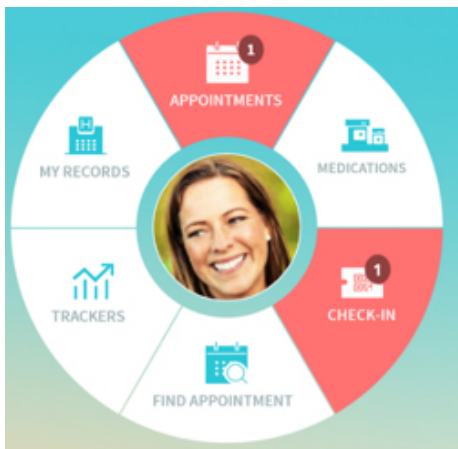 1
APPOINTMENTS
MEDICATIONS
1
CHECK-IN
FIND APPOINTMENT
TRACKERS
H
MY RECORDS